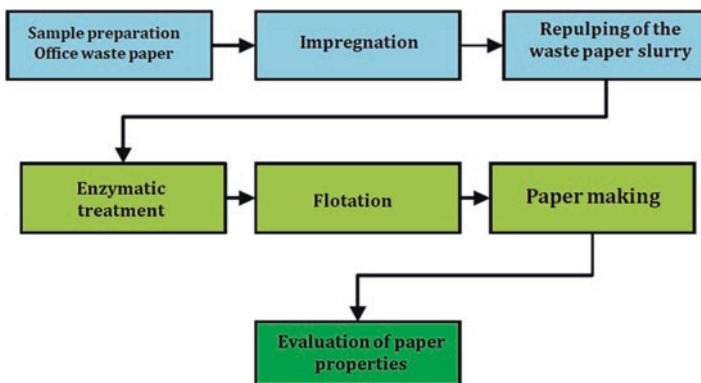 Sample preparation
Office waste paper
Impregnation
Repulping of the
waste paper slurry
Enzymatic
treatment
Flotation
Paper making
Evaluation of paper
properties